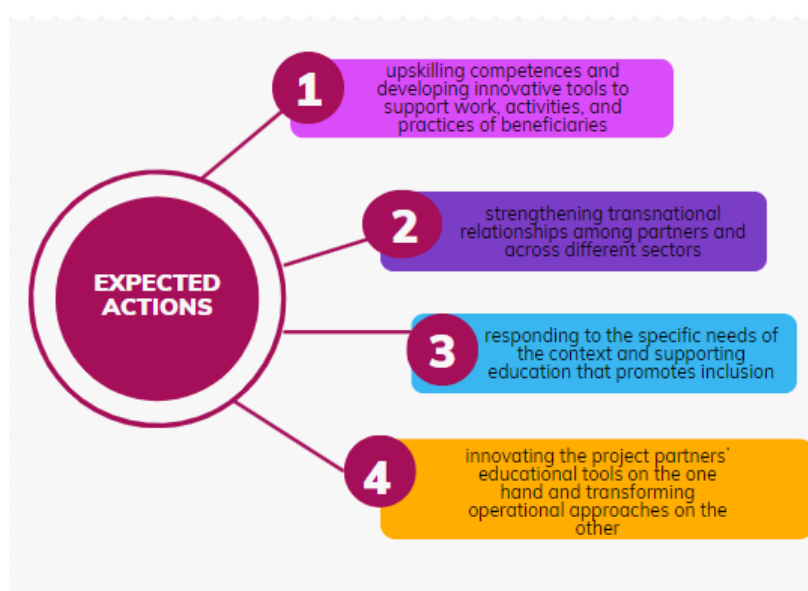 1
upskilling competences and
developing innovative tools to
support work, activities, and
practices of beneficiaries
2
strengthening transnational
relationships among partners and
across different sectors
EXPECTED
ACTIONS
3
responding to the specific needs of
the context and supporting
education that promotes inclusion
4
innovating the project partners'
educational tools on the one
hand and transforming
operational approaches on the
other